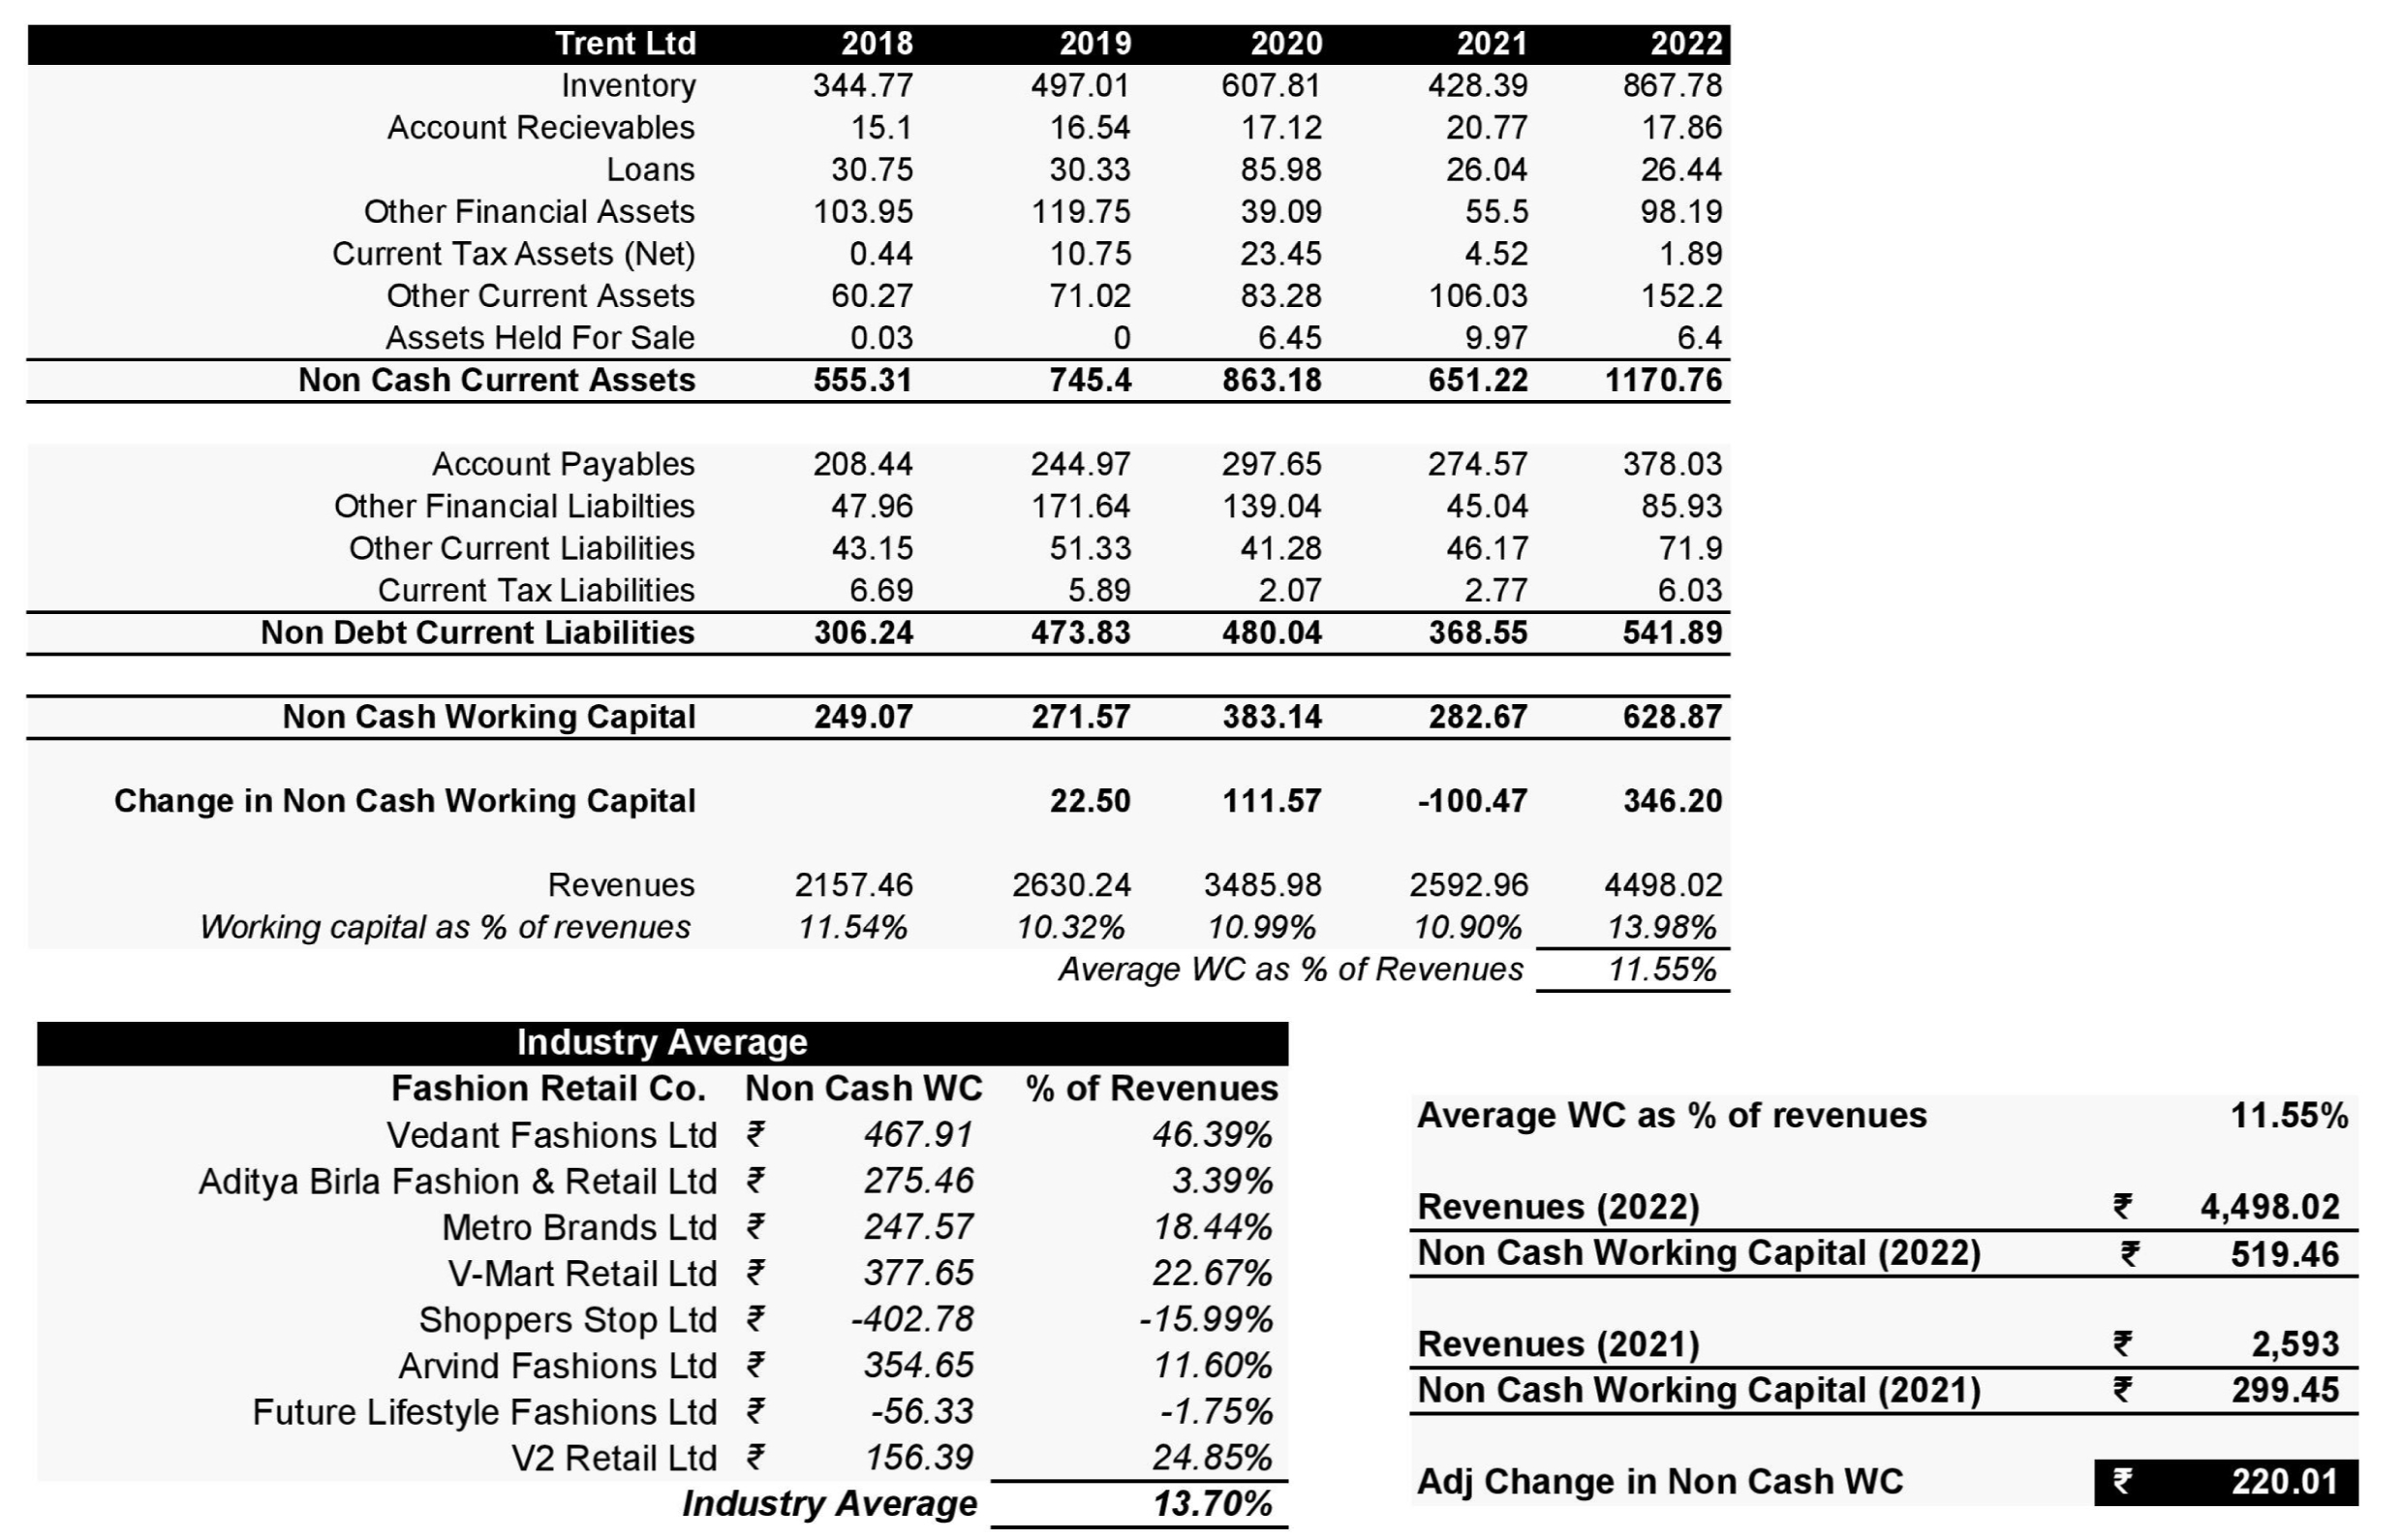 Trent Ltd 2018 2019 2020 2021 2022
Inventory 344.77 497.01 607.81 428.39 867.78
Account Recievables 15.1 16.54 17.12 20.77 17.86
Loans 30.75 30.33 85.98 26.04 26.44
Other Financial Assets 103.95 119.75 39.09 55.5 98.19
Current Tax Assets (Net) 0.44 10.75 23.45 4.52 1.89
Other Current Assets 60.27 71.02 83.28 106.03 152.2
Assets Held For Sale 0.03 0 6.45 9.97 6.4
Non Cash Current Assets 555.31 745.4 863.18 651.22 1170.76
Account Payables 208.44 244.97 297.65 274.57 378.03
Other Financial Liabilties 47.96 171.64 139.04 45.04 85.93
Other Current Liabilities 43.15 51.33 41.28 46.17 71.9
Current Tax Liabilities 6.69 5.89 2.07 2.77 6.03
Non Debt Current Liabilities 306.24 473.83 480.04 368.55 541.89
Non Cash Working Capital 249.07 271.57 383.14 282.67 628.87
Change in Non Cash Working Capital 22.50 111.57 -100.47 346.20
Revenues 2157.46 2630.24 3485.98 2592.96 4498.02
Working capital as % of revenues 11.54% 10.32% 10.99% 10.90% 13.98%
Average WC as % of Revenues 11.55%
Industry Average
Fashion Retail Co. Non Cash WC % of Revenues
Vedant Fashions Ltd ₹ 467.91 46.39%
Aditya Birla Fashion & Retail Ltd ₹ 275.46 3.39%
Metro Brands Ltd ₹ 247.57 18.44%
V-Mart Retail Ltd ₹ 377.65 22.67%
Shoppers Stop Ltd ₹ -402.78 -15.99%
Arvind Fashions Ltd ₹ 354.65 11.60%
Future Lifestyle Fashions Ltd ₹ -56.33 -1.75%
V2 Retail Ltd ₹ 156.39 24.85%
Industry Average 13.70%
Average WC as % of revenues 11.55%
Revenues (2022) ₹ 4,498.02
Non Cash Working Capital (2022) ₹ 519.46
Revenues (2021) ₹ 2,593
Non Cash Working Capital (2021) ₹ 299.45
Adj Change in Non Cash WC ₹ 220.01